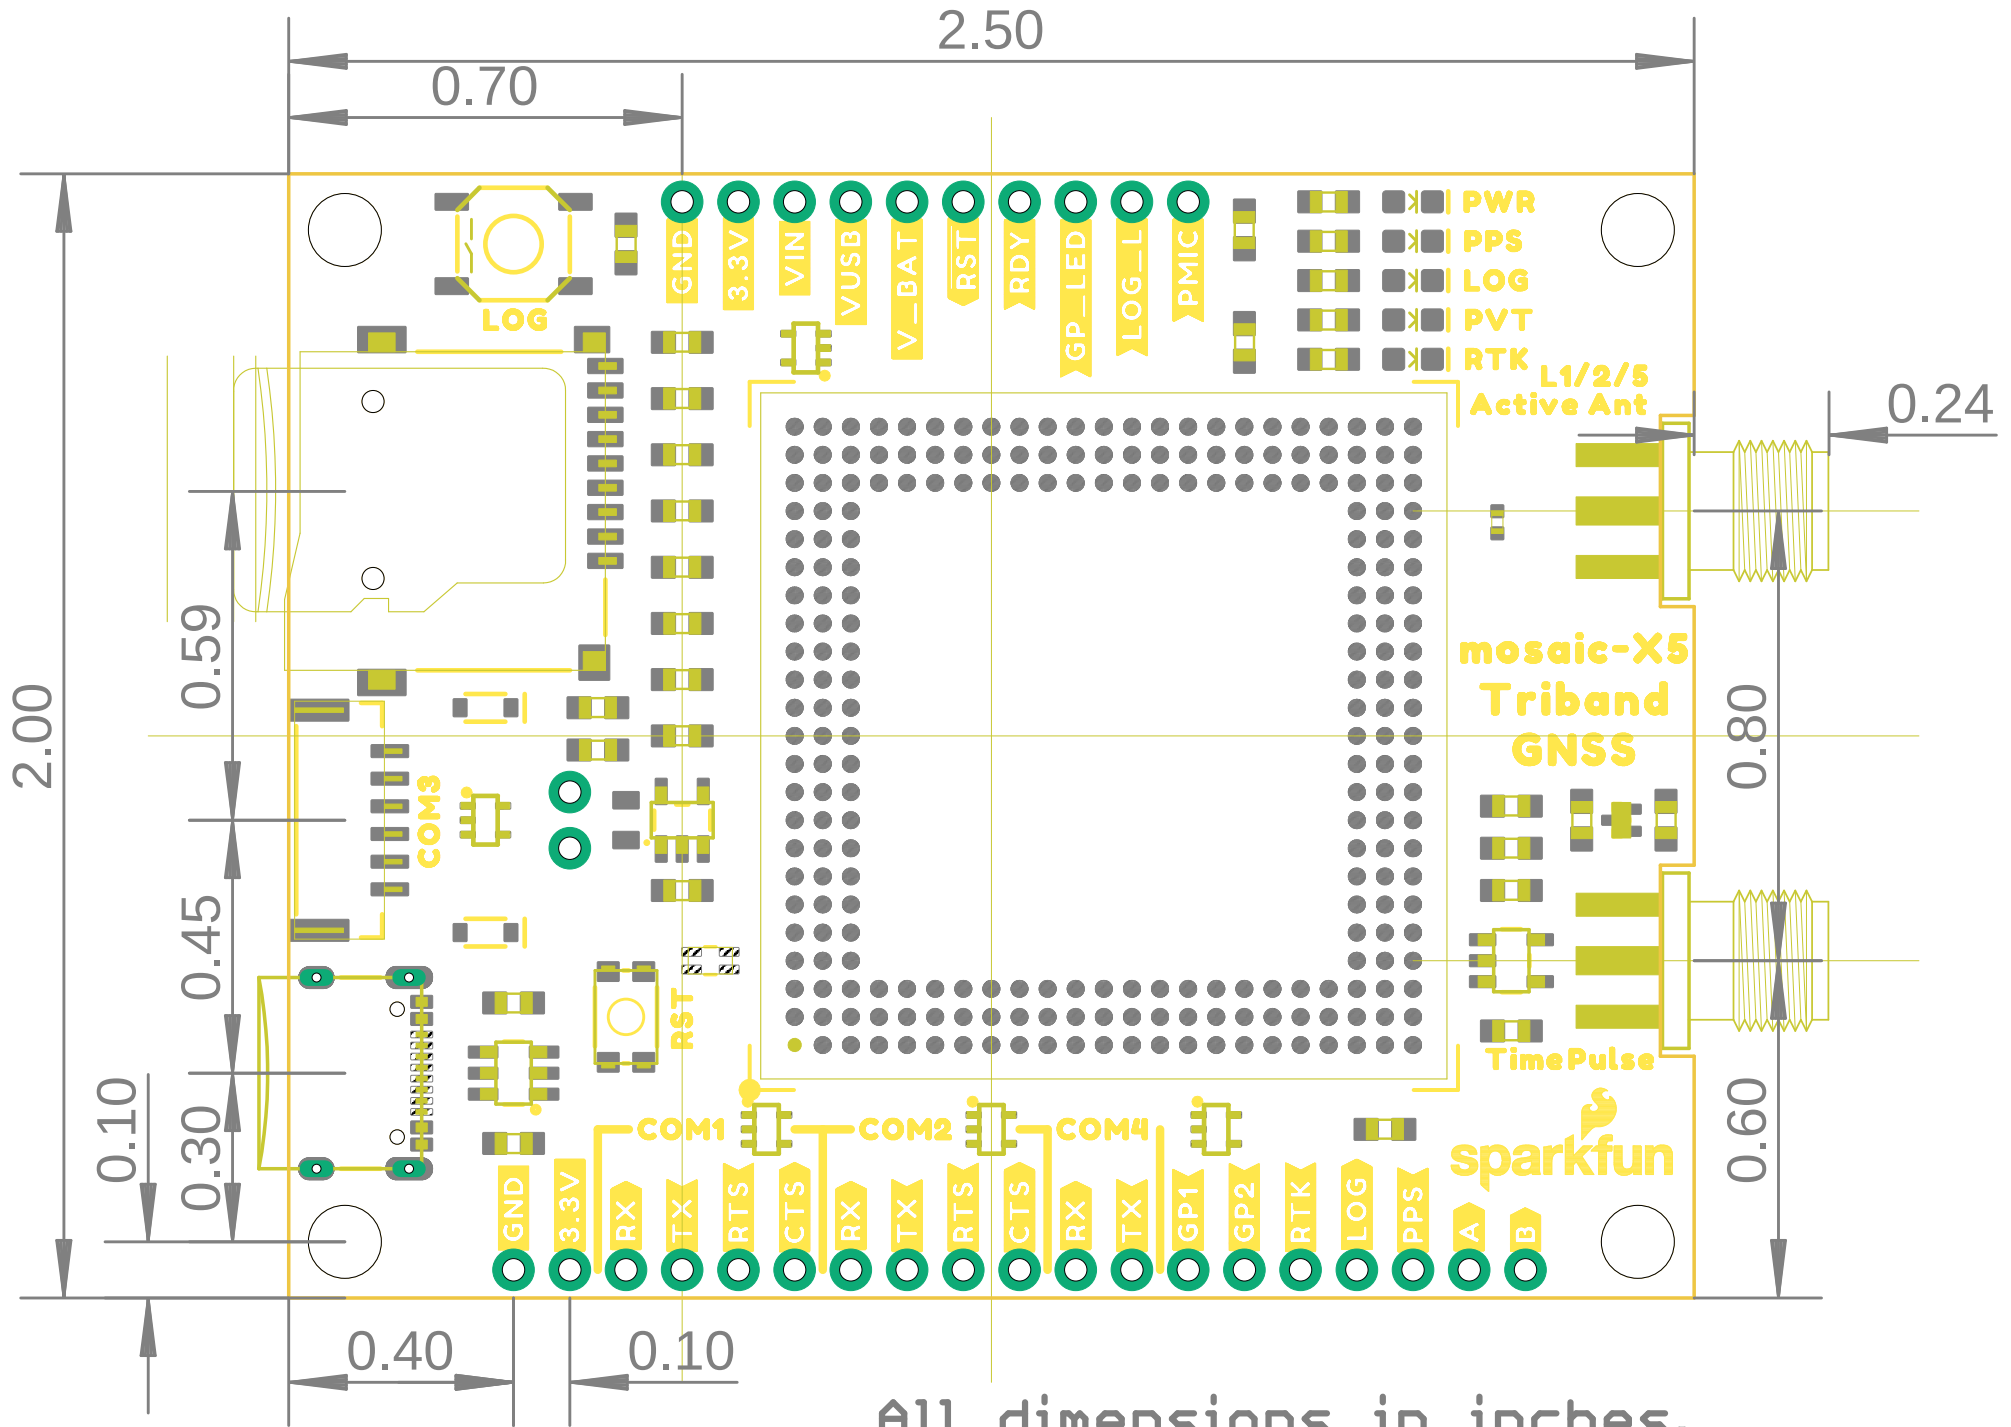 2.50
0.70
GND
3.3V
VIN
VUSB
V_BAT
RST
RDY
GP_LED
LOG_L
PMIC
PWR
PPS
LOG
PVT
RTK
LOG
L1/2/5
Active Ant
0.24
0.59
2.00
mosaic-X5
Triband
GNSS
0.80
COM3
0.45
RST
TimePulse
0.10
0.30
COM1
COM2
COM4
sparkfun
0.60
GND
3.3V
RX
TX
RTS
CTS
RX
TX
RTS
CTS
RX
TX
GP1
GP2
RTK
LOG
PPS
A
B
0.40
0.10
All dimensions in inches.